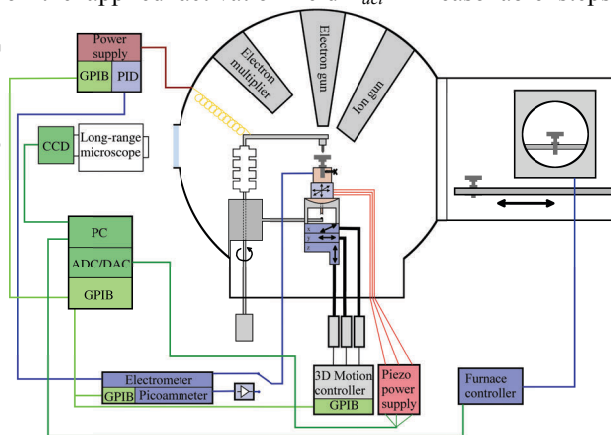 Power
supply
GPIB PID
Electron
multiplier
Electron gun
Ion gun
CCD
Long-range
microscope
PC
ADC/DAC
GPIB
x
Electrometer
GPIB Picoammeter
3D Motion
controller
GPIB
Piezo
power
supply
Furnace
controller